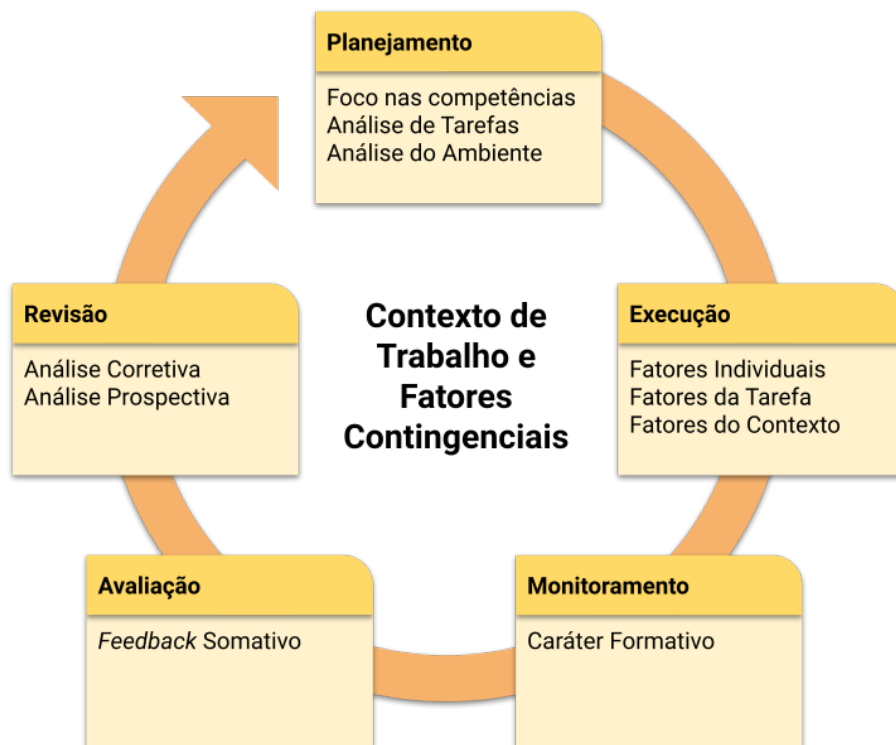 Planejamento
Foco nas competências
Análise de Tarefas
Análise do Ambiente
Execução
Fatores Individuais
Fatores da Tarefa
Fatores do Contexto
Monitoramento
Caráter Formativo
Avaliação
Feedback Somativo
Revisão
Análise Corretiva
Análise Prospectiva
Contexto de
Trabalho e
Fatores
Contingenciais